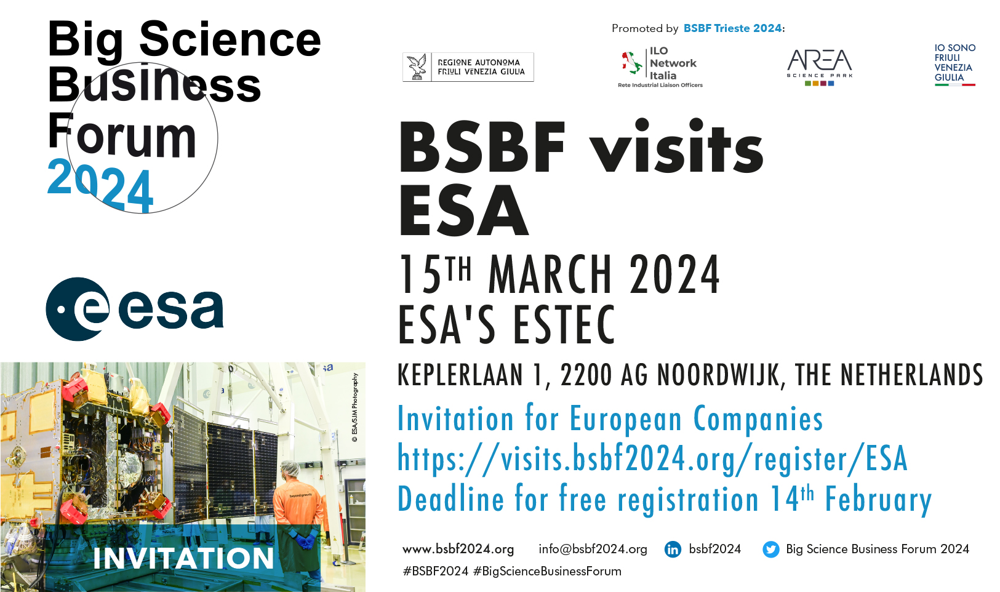 Big Science
Business
Forum
2024
Promoted by BSBF Trieste 2024:
REGIONE AUTONOMA
FRIULI VENEZIA GIULIA
ILO
Network
Italia
Rete Industrial Liaison Officers
AREA
SCIENCE PARK
IO SONO
FRIULI
VENEZIA
GIULIA
BSBF visits
ESA
15TH MARCH 2024
ESA'S ESTEC
KEPLERLAAN 1, 2200 AG NOORDWIJK, THE NETHERLANDS
Invitation for European Companies
https://visits.bsbf2024.org/register/ESA
Deadline for free registration 14th February
www.bsbf2024.org info@bsbf2024.org in bsbf2024 Big Science Business Forum 2024
#BSBF2024 #BigScienceBusinessForum
esa
sa
esa
© ESA/SJM Photography
beyond gravity
INVITATION